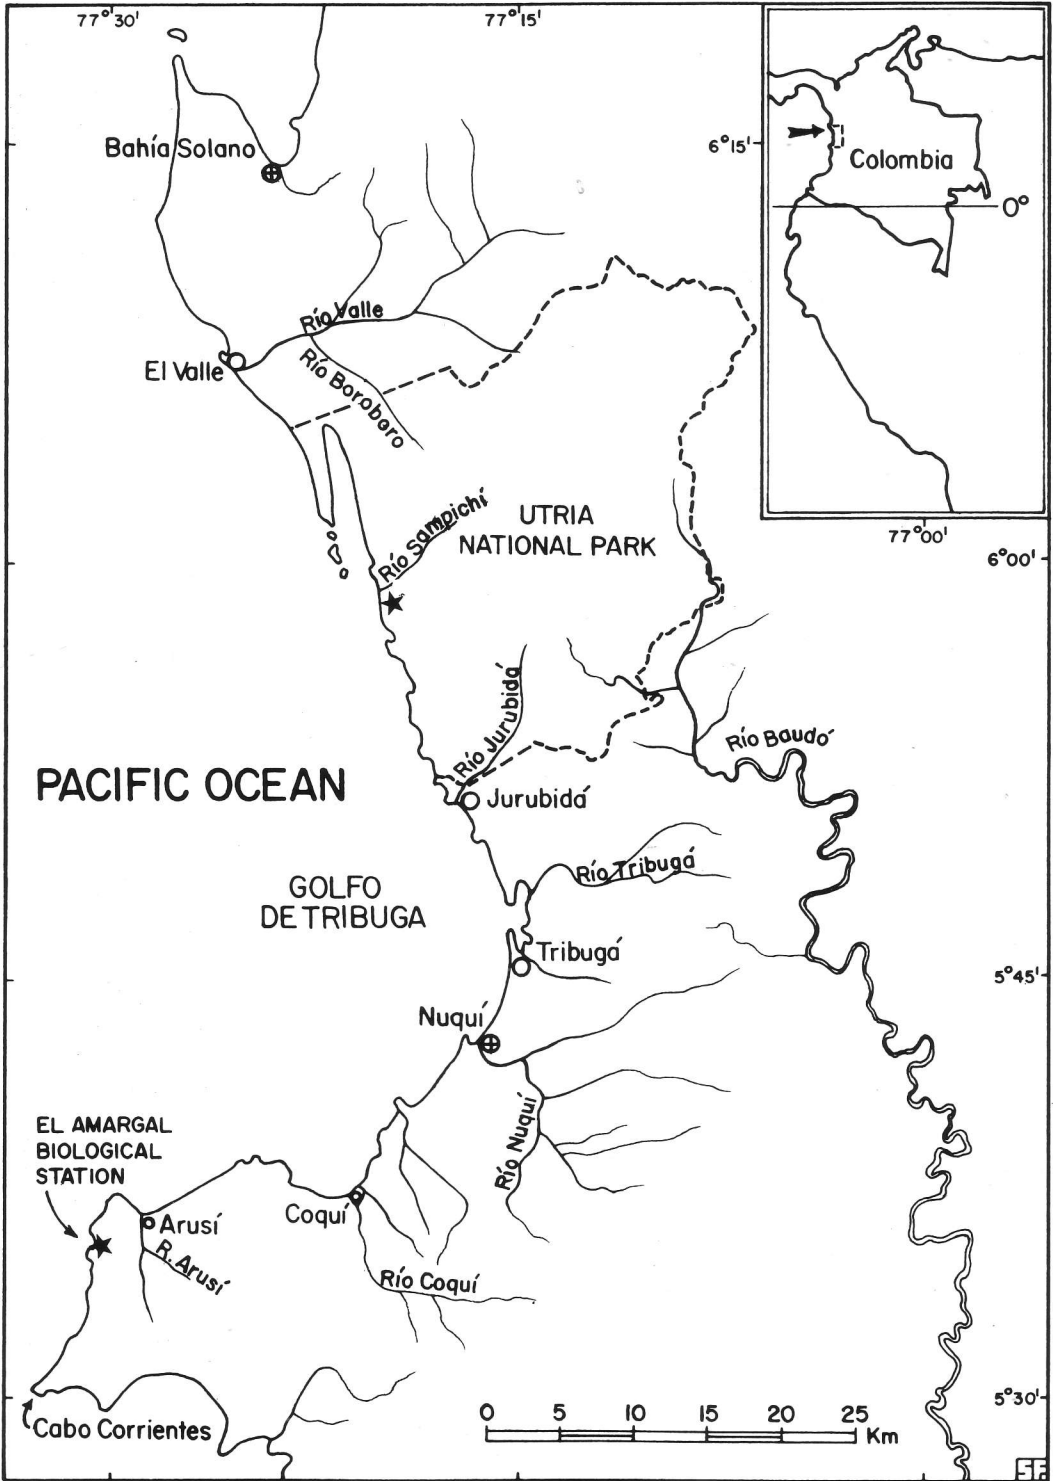 77°30'
77°15'
Bahía Solano
6°15'
Colombia
0°
Río Valle
El Valle
Río Boroboro
Río Sampichí
UTRIA
NATIONAL PARK
77°00'
6°00'
Río Jurubidá
Río Baudó
PACIFIC OCEAN
Jurubidá
Río Tribugá
GOLFO
DE TRIBUGA
Tribugá
5°45'
Nuquí
EL AMARGAL
BIOLOGICAL
STATION
Río Nuquí
Coquí
Arusí
R. Arusí
Río Coquí
5°30'
Cabo Corrientes
0 5 10 15 20 25
Km